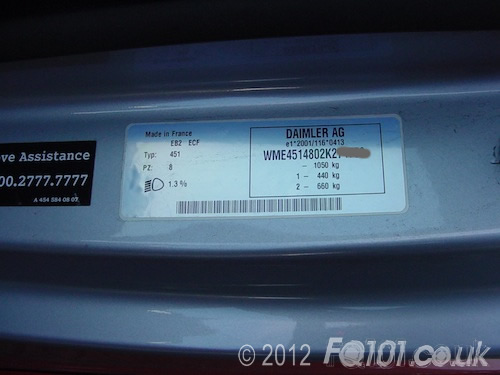 ove Assistance
00.2777.7777
A 454 584 08 07
Made in France
EB2 ECF
Typ: 451
PZ: 8
1.3 %
DAIMLER AG
e1*2001/116*0413
WME4514802K2
– 1050 kg
1 – 440 kg
2 – 660 kg
© 2012 FQ101.co.uk